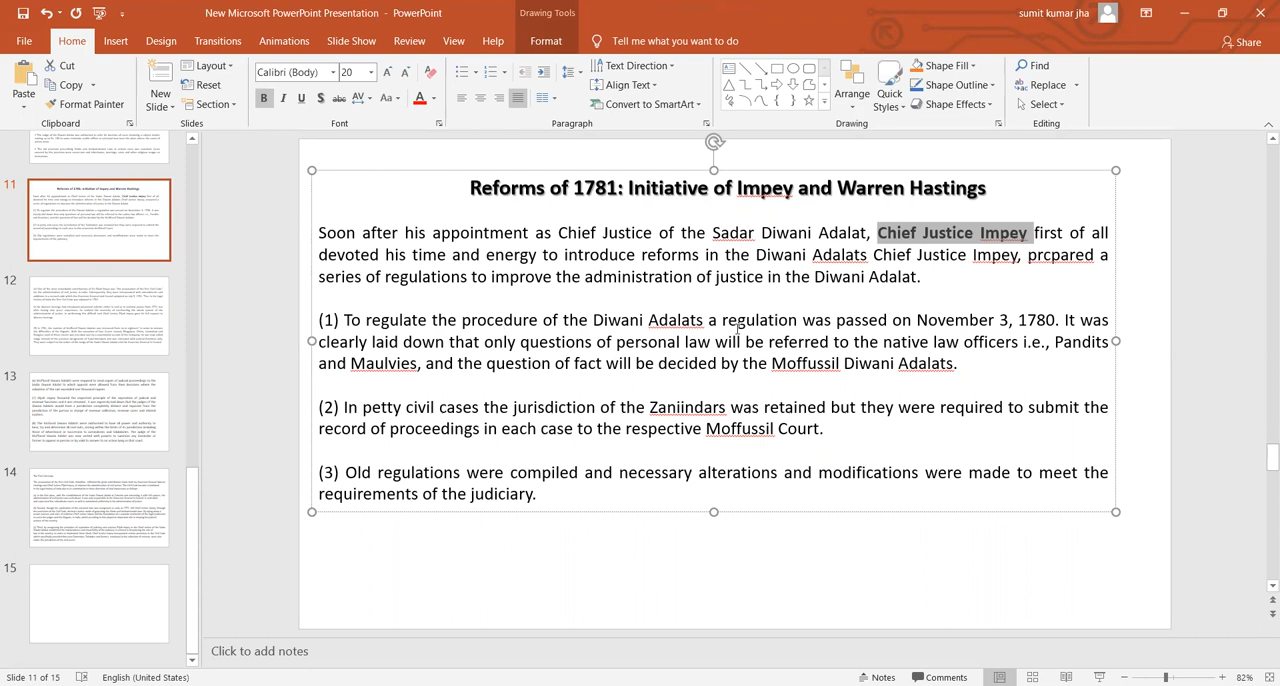 New Microsoft PowerPoint Presentation - PowerPoint
Drawing Tools
sumit kumar jha
File Home Insert Design Transitions Animations Slide Show Review View Help Format Tell me what you want to do Share
Paste
Cut
Copy
Format Painter
Clipboard
New Slide
Layout
Reset
Section
Slides
Calibri (Body) 20
B I U S abc AV Aa A
Font
Text Direction
Align Text
Convert to SmartArt
Paragraph
Arrange
Quick Styles
Shape Fill
Shape Outline
Shape Effects
Drawing
Find
Replace
Select
Editing
11
12
13
14
15
Reforms of 1781: Initiative of Impey and Warren Hastings
Soon after his appointment as Chief Justice of the Sadar Diwani Adalat, Chief Justice Impey first of all
devoted his time and energy to introduce reforms in the Diwani Adalats Chief Justice Impey, prcpared a
series of regulations to improve the administration of justice in the Diwani Adalat.
(1) To regulate the procedure of the Diwani Adalats a regulation was passed on November 3, 1780. It was
clearly laid down that only questions of personal law will be referred to the native law officers i.e., Pandits
and Maulvies, and the question of fact will be decided by the Moffussil Diwani Adalats.
(2) In petty civil cases the jurisdiction of the Zamindars was retained but they were required to submit the
record of proceedings in each case to the respective Moffussil Court.
(3) Old regulations were compiled and necessary altertions and modifications were made to meet the
requirements of the judiciary.
Click to add notes
Slide 11 of 15 English (United States) Notes Comments 82%